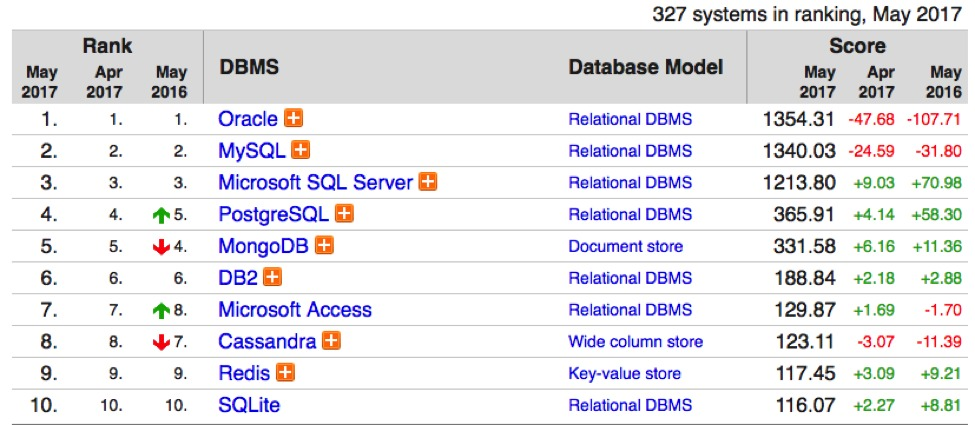 327 systems in ranking, May 2017
Rank DBMS Database Model Score
May 2017 Apr 2017 May 2016 May 2017 Apr 2017 May 2016
1. 1. 1. Oracle Relational DBMS 1354.31 -47.68 -107.71
2. 2. 2. MySQL Relational DBMS 1340.03 -24.59 -31.80
3. 3. 3. Microsoft SQL Server Relational DBMS 1213.80 +9.03 +70.98
4. 4. 5. PostgreSQL Relational DBMS 365.91 +4.14 +58.30
5. 5. 4. MongoDB Document store 331.58 +6.16 +11.36
6. 6. 6. DB2 Relational DBMS 188.84 +2.18 +2.88
7. 7. 8. Microsoft Access Relational DBMS 129.87 +1.69 -1.70
8. 8. 7. Cassandra Wide column store 123.11 -3.07 -11.39
9. 9. 9. Redis Key-value store 117.45 +3.09 +9.21
10. 10. 10. SQLite Relational DBMS 116.07 +2.27 +8.81